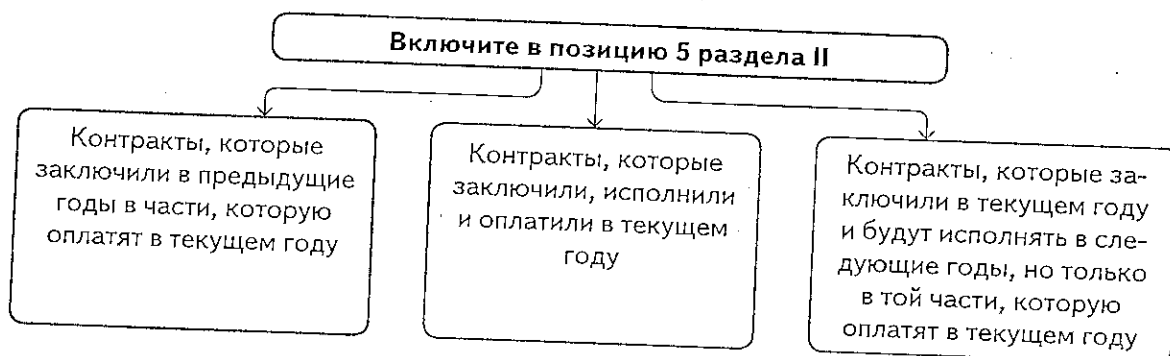 Включите в позицию 5 раздела II
Контракты, которые
заключили в предыдущие
годы в части, которую
оплатят в текущем году
Контракты, которые
заключили, исполнили
и оплатили в текущем
году
Контракты, которые за-
ключили в текущем году
и будут исполнять в сле-
дующие годы, но только
в той части, которую
оплатят в текущем году